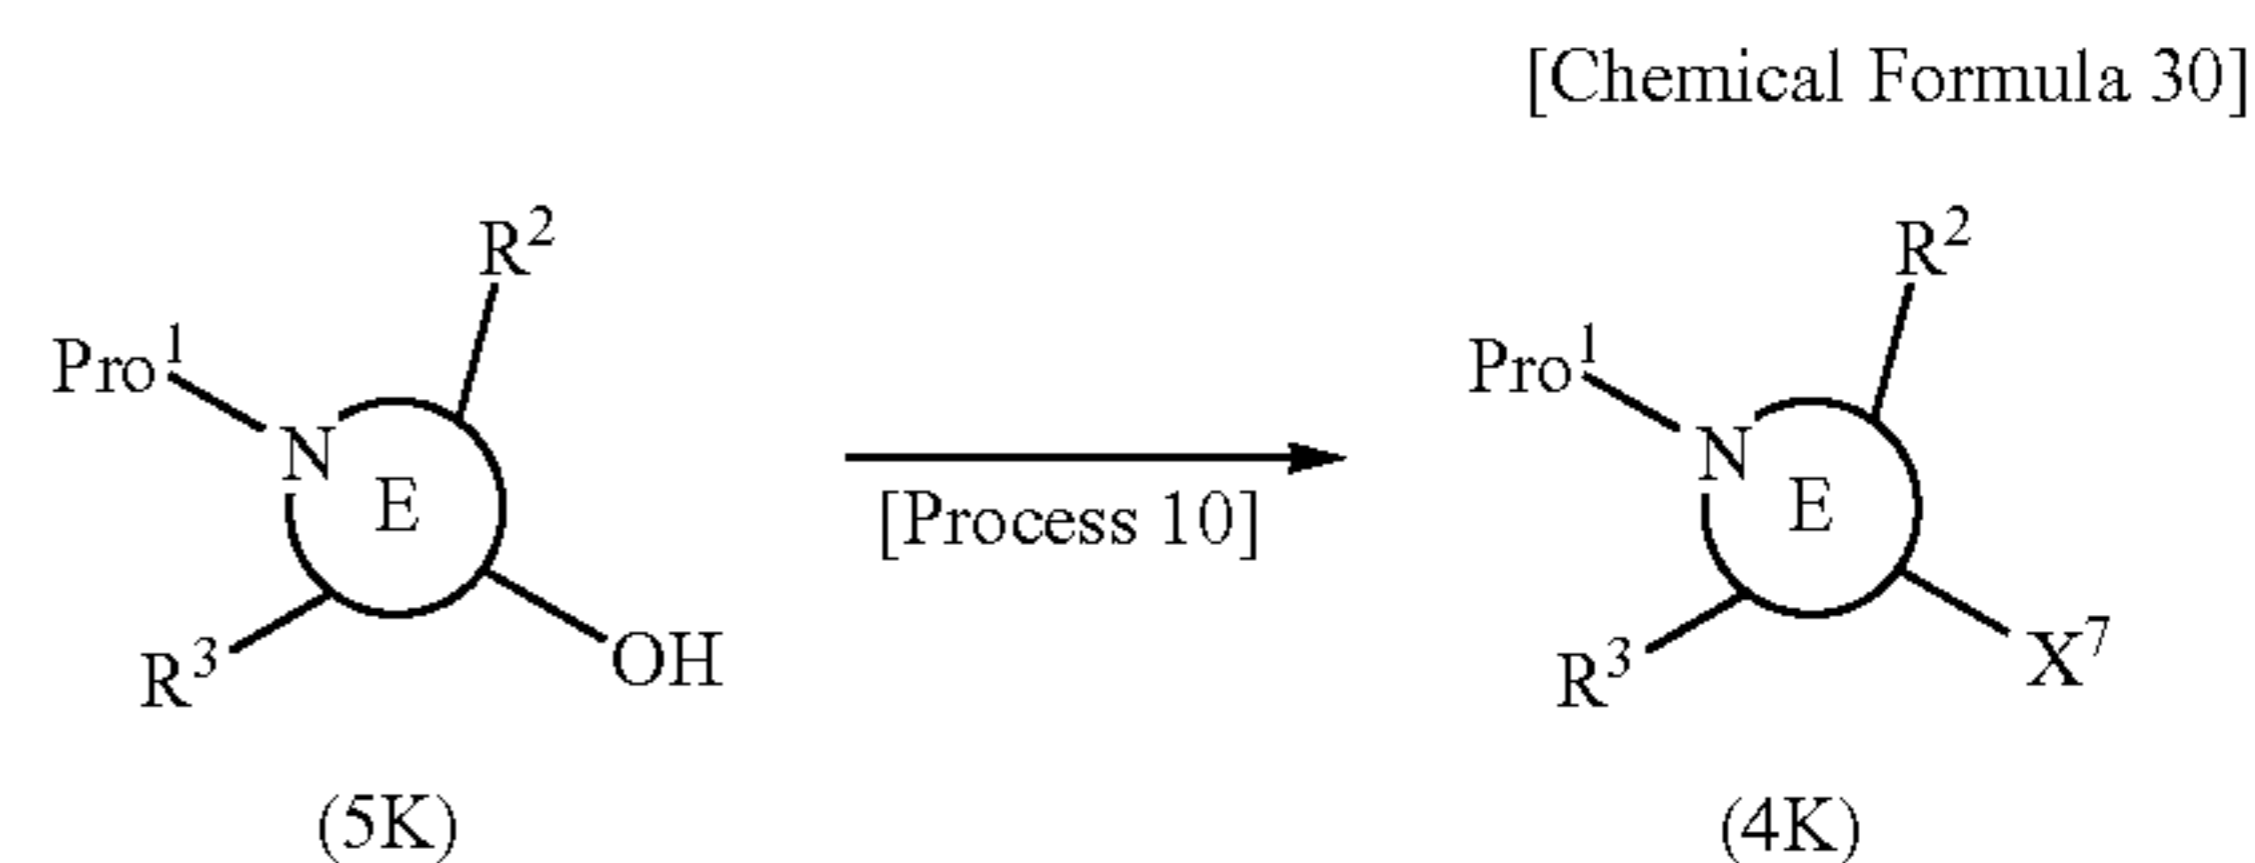 [Chemical Formula 30]
R²
R²
Pro¹
Pro¹
N
N
E
E
[Process 10]
R³
OH
R³
X⁷
(5K)
(4K)